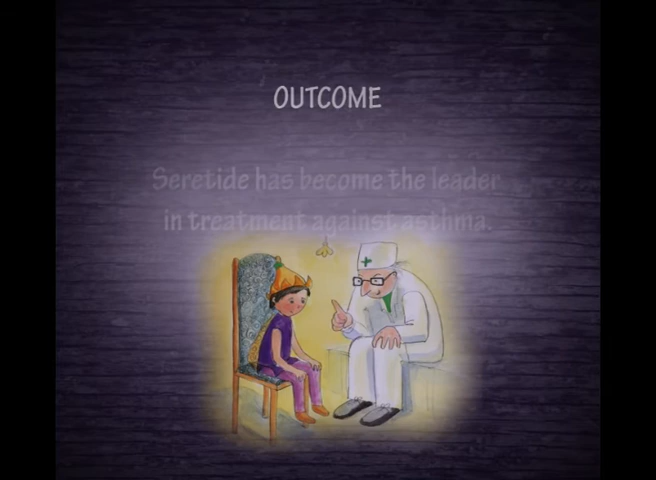 OUTCOME
Seretide has become the leader
in treatment against asthma.